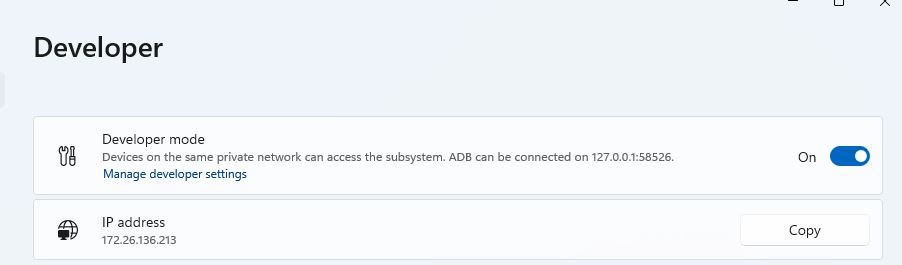 Developer
Developer mode
Devices on the same private network can access the subsystem. ADB can be connected on 127.0.0.1:58526.
On
Manage developer settings
IP address
172.26.136.213
Copy